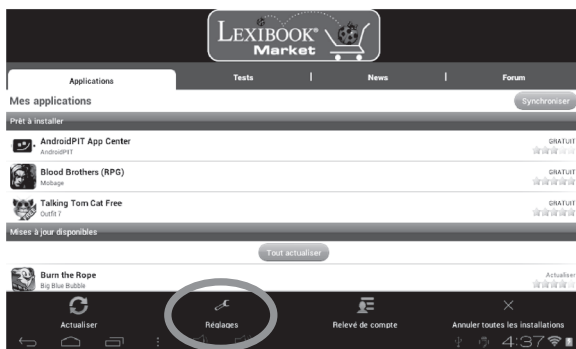 LEXIBOOK®
Market
Applications Tests | News | Forum
Mes applications Synchroniser
Prêt à installer
AndroidPIT App Center GRATUIT
AndroidPIT
Blood Brothers (RPG) GRATUIT
Mobage
Talking Tom Cat Free GRATUIT
Outfit 7
Mises à jour disponibles
Tout actualiser
Burn the Rope Actualiser
Big Blue Bubble
Actualiser Réglages Relevé de compte Annuler toutes les installations
4:37